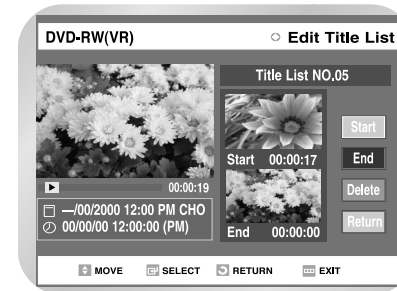 DVD-RW(VR)
Edit Title List
Title List NO.05
Start 00:00:17
00:00:19
—/00/2000 12:00 PM CHO
00/00/00 12:00:00 (PM)
End 00:00:00
Start
End
Delete
Return
MOVE SELECT RETURN EXIT